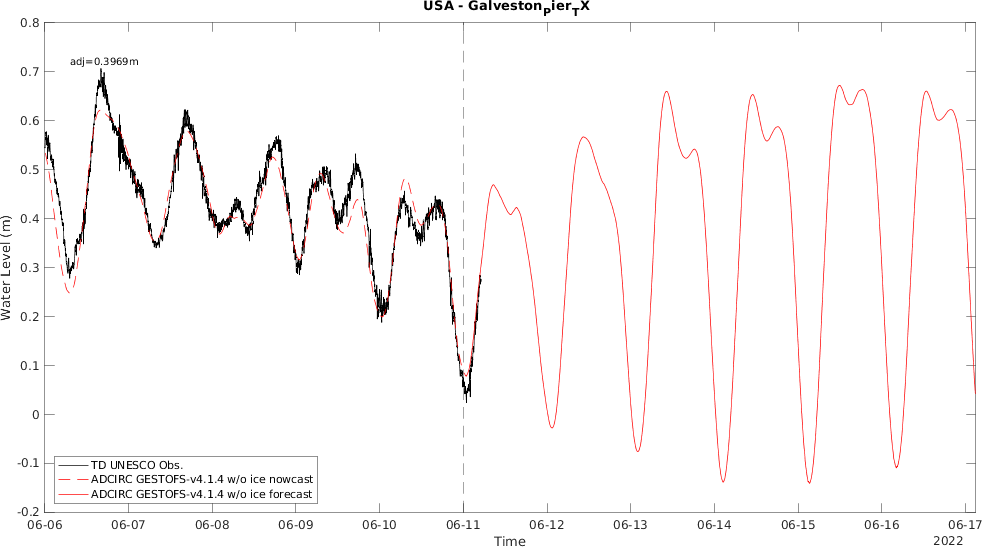 USA - Galveston_Pier_TX
adj=0.3969m
Water Level (m)
0.8
0.7
0.6
0.5
0.4
0.3
0.2
0.1
0
-0.1
-0.2
TD UNESCO Obs.
ADCIRC GESTOFS-v4.1.4 w/o ice nowcast
ADCIRC GESTOFS-v4.1.4 w/o ice forecast
06-06 06-07 06-08 06-09 06-10 06-11 06-12 06-13 06-14 06-15 06-16 06-17
Time
2022